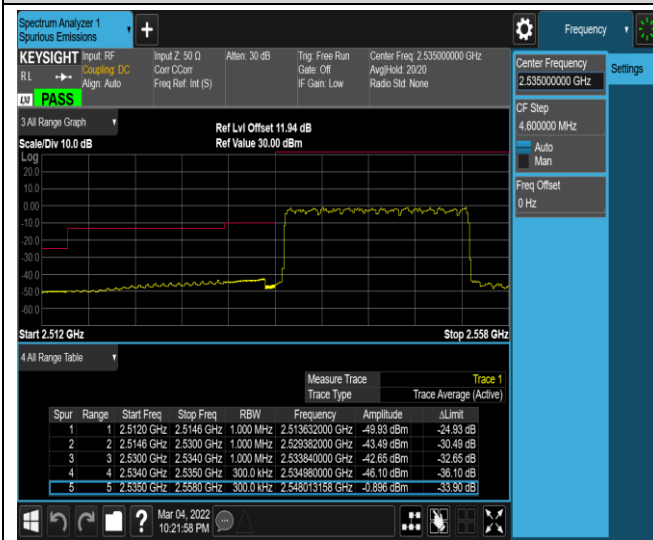 Spectrum Analyzer 1
Spurious Emissions
+
Frequency
KEYSIGHT
RL
LXI
PASS
Input: RF
Coupling: DC
Align: Auto
Input Z: 50 Ω
Corr CCorr
Freq Ref: Int (S)
Atten: 30 dB
Trig: Free Run
Gate: Off
IF Gain: Low
Center Freq: 2.535000000 GHz
Avg|Hold: 20/20
Radio Std: None
Center Frequency
2.535000000 GHz
Settings
CF Step
4.600000 MHz
Auto
Man
Freq Offset
0 Hz
3 All Range Graph
Scale/Div 10.0 dB
Ref Lvl Offset 11.94 dB
Ref Value 30.00 dBm
Log
20.0
10.0
0.00
-10.0
-20.0
-30.0
-40.0
-50.0
-60.0
Start 2.512 GHz
Stop 2.558 GHz
4 All Range Table
Measure Trace Trace 1
Trace Type Trace Average (Active)
Spur Range Start Freq Stop Freq RBW Frequency Amplitude ΔLimit
1 1 2.5120 GHz 2.5146 GHz 1.000 MHz 2.513632000 GHz -49.93 dBm -24.93 dB
2 2 2.5146 GHz 2.5300 GHz 1.000 MHz 2.529382000 GHz -43.49 dBm -30.49 dB
3 3 2.5300 GHz 2.5340 GHz 1.000 MHz 2.533840000 GHz -42.65 dBm -32.65 dB
4 4 2.5340 GHz 2.5350 GHz 300.0 kHz 2.534980000 GHz -46.10 dBm -36.10 dB
5 5 2.5350 GHz 2.5580 GHz 300.0 kHz 2.548013158 GHz -0.896 dBm -33.90 dB
?
Mar 04, 2022
10:21:58 PM